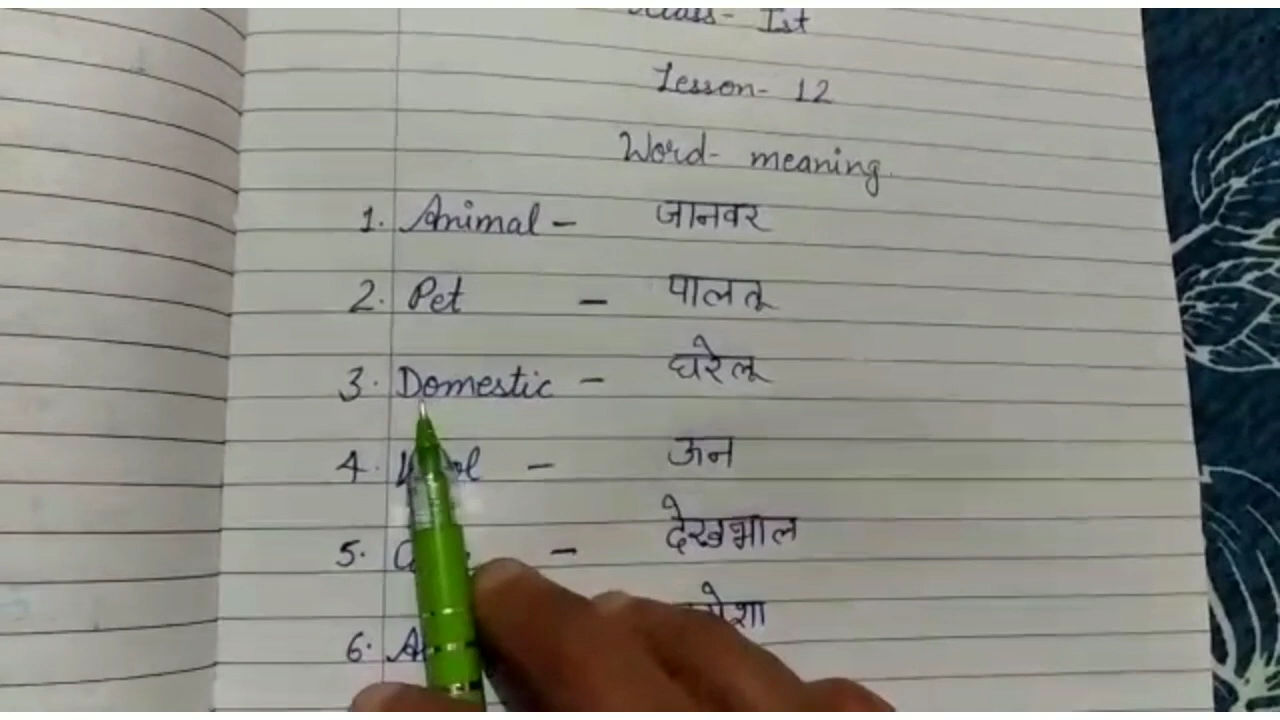 Class- Ist
Lesson- 12
Word- meaning.
1. Animal - जानवर
2. Pet - पालतू
3. Domestic - घरेलू
4. - ऊन
5. - देखभाल
6.